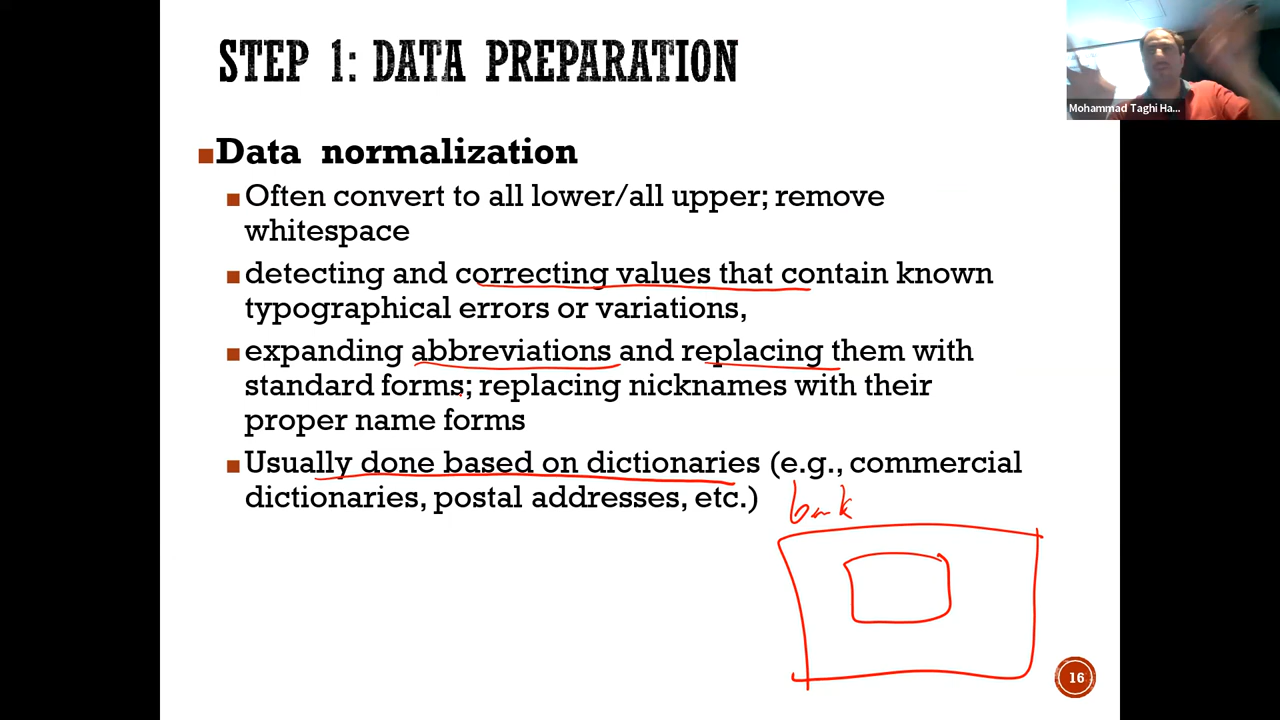 STEP 1: DATA PREPARATION
Mohammad Taghi Ha...
■Data normalization
■Often convert to all lower/all upper; remove
whitespace
■detecting and correcting values that contain known
typographical errors or variations,
■expanding abbreviations and replacing them with
standard forms; replacing nicknames with their
proper name forms
■Usually done based on dictionaries (e.g., commercial
dictionaries, postal addresses, etc.)
16